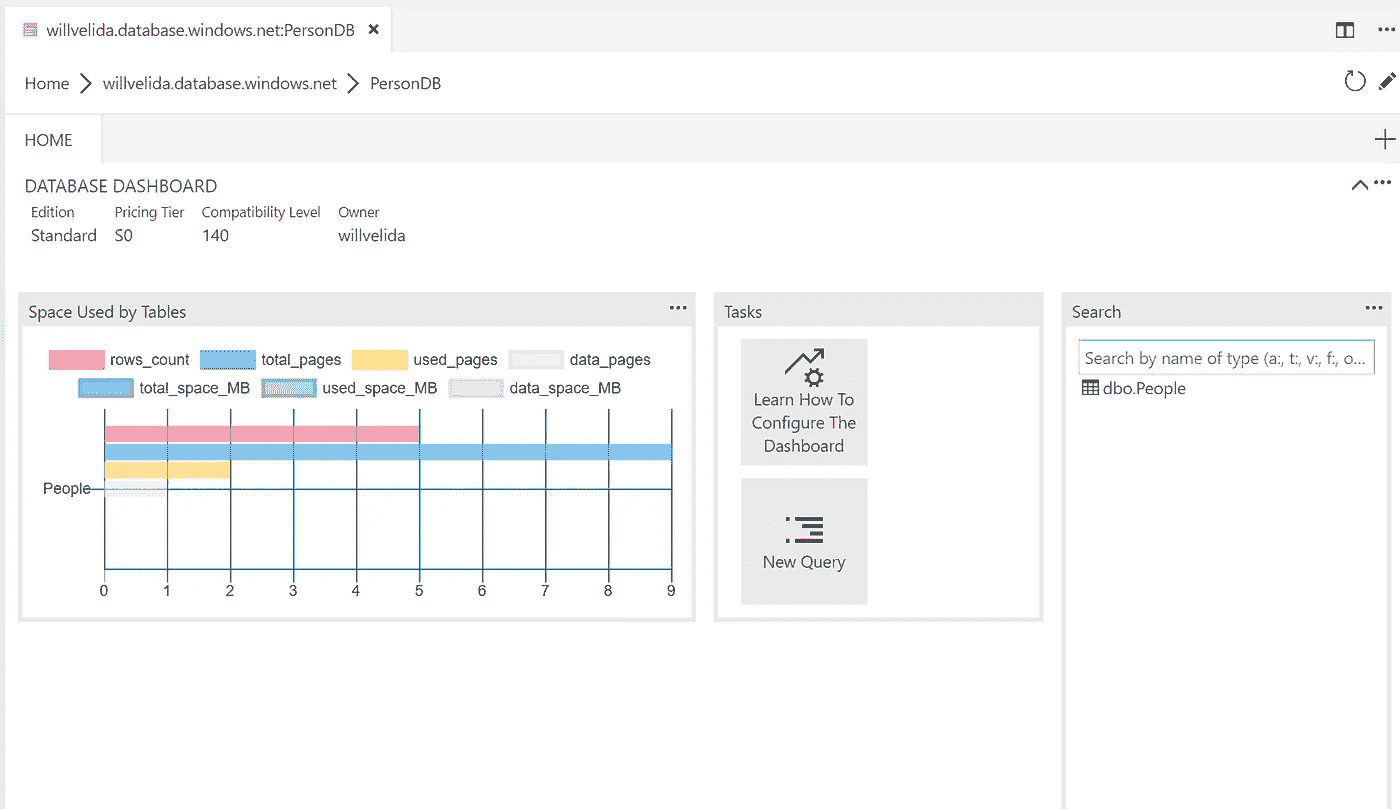 willvelida.database.windows.net:PersonDB
Home willvelida.database.windows.net PersonDB
HOME
DATABASE DASHBOARD
Edition Pricing Tier Compatibility Level Owner
Standard S0 140 willvelida
Space Used by Tables
rows_count total_pages used_pages data_pages
total_space_MB used_space_MB data_space_MB
People
0 1 2 3 4 5 6 7 8 9
Tasks
Learn How To
Configure The
Dashboard
New Query
Search
Search by name of type (a:, t:, v:, f:, o...
dbo.People